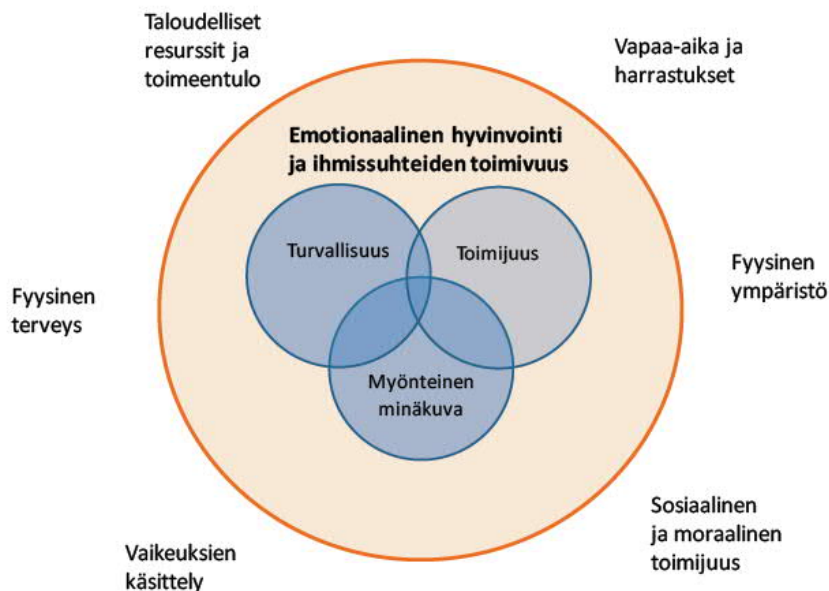 Taloudelliset
resurssit ja
toimeentulo
Vapaa-aika ja
harrastukset
Emotionaalinen hyvinvointi
ja ihmissuhteiden toimivuus
Turvallisuus
Toimijuus
Fyysinen
terveys
Fyysinen
ympäristö
Myönteinen
minäkuva
Vaikeuksien
käsittely
Sosiaalinen
ja moraalinen
toimijuus